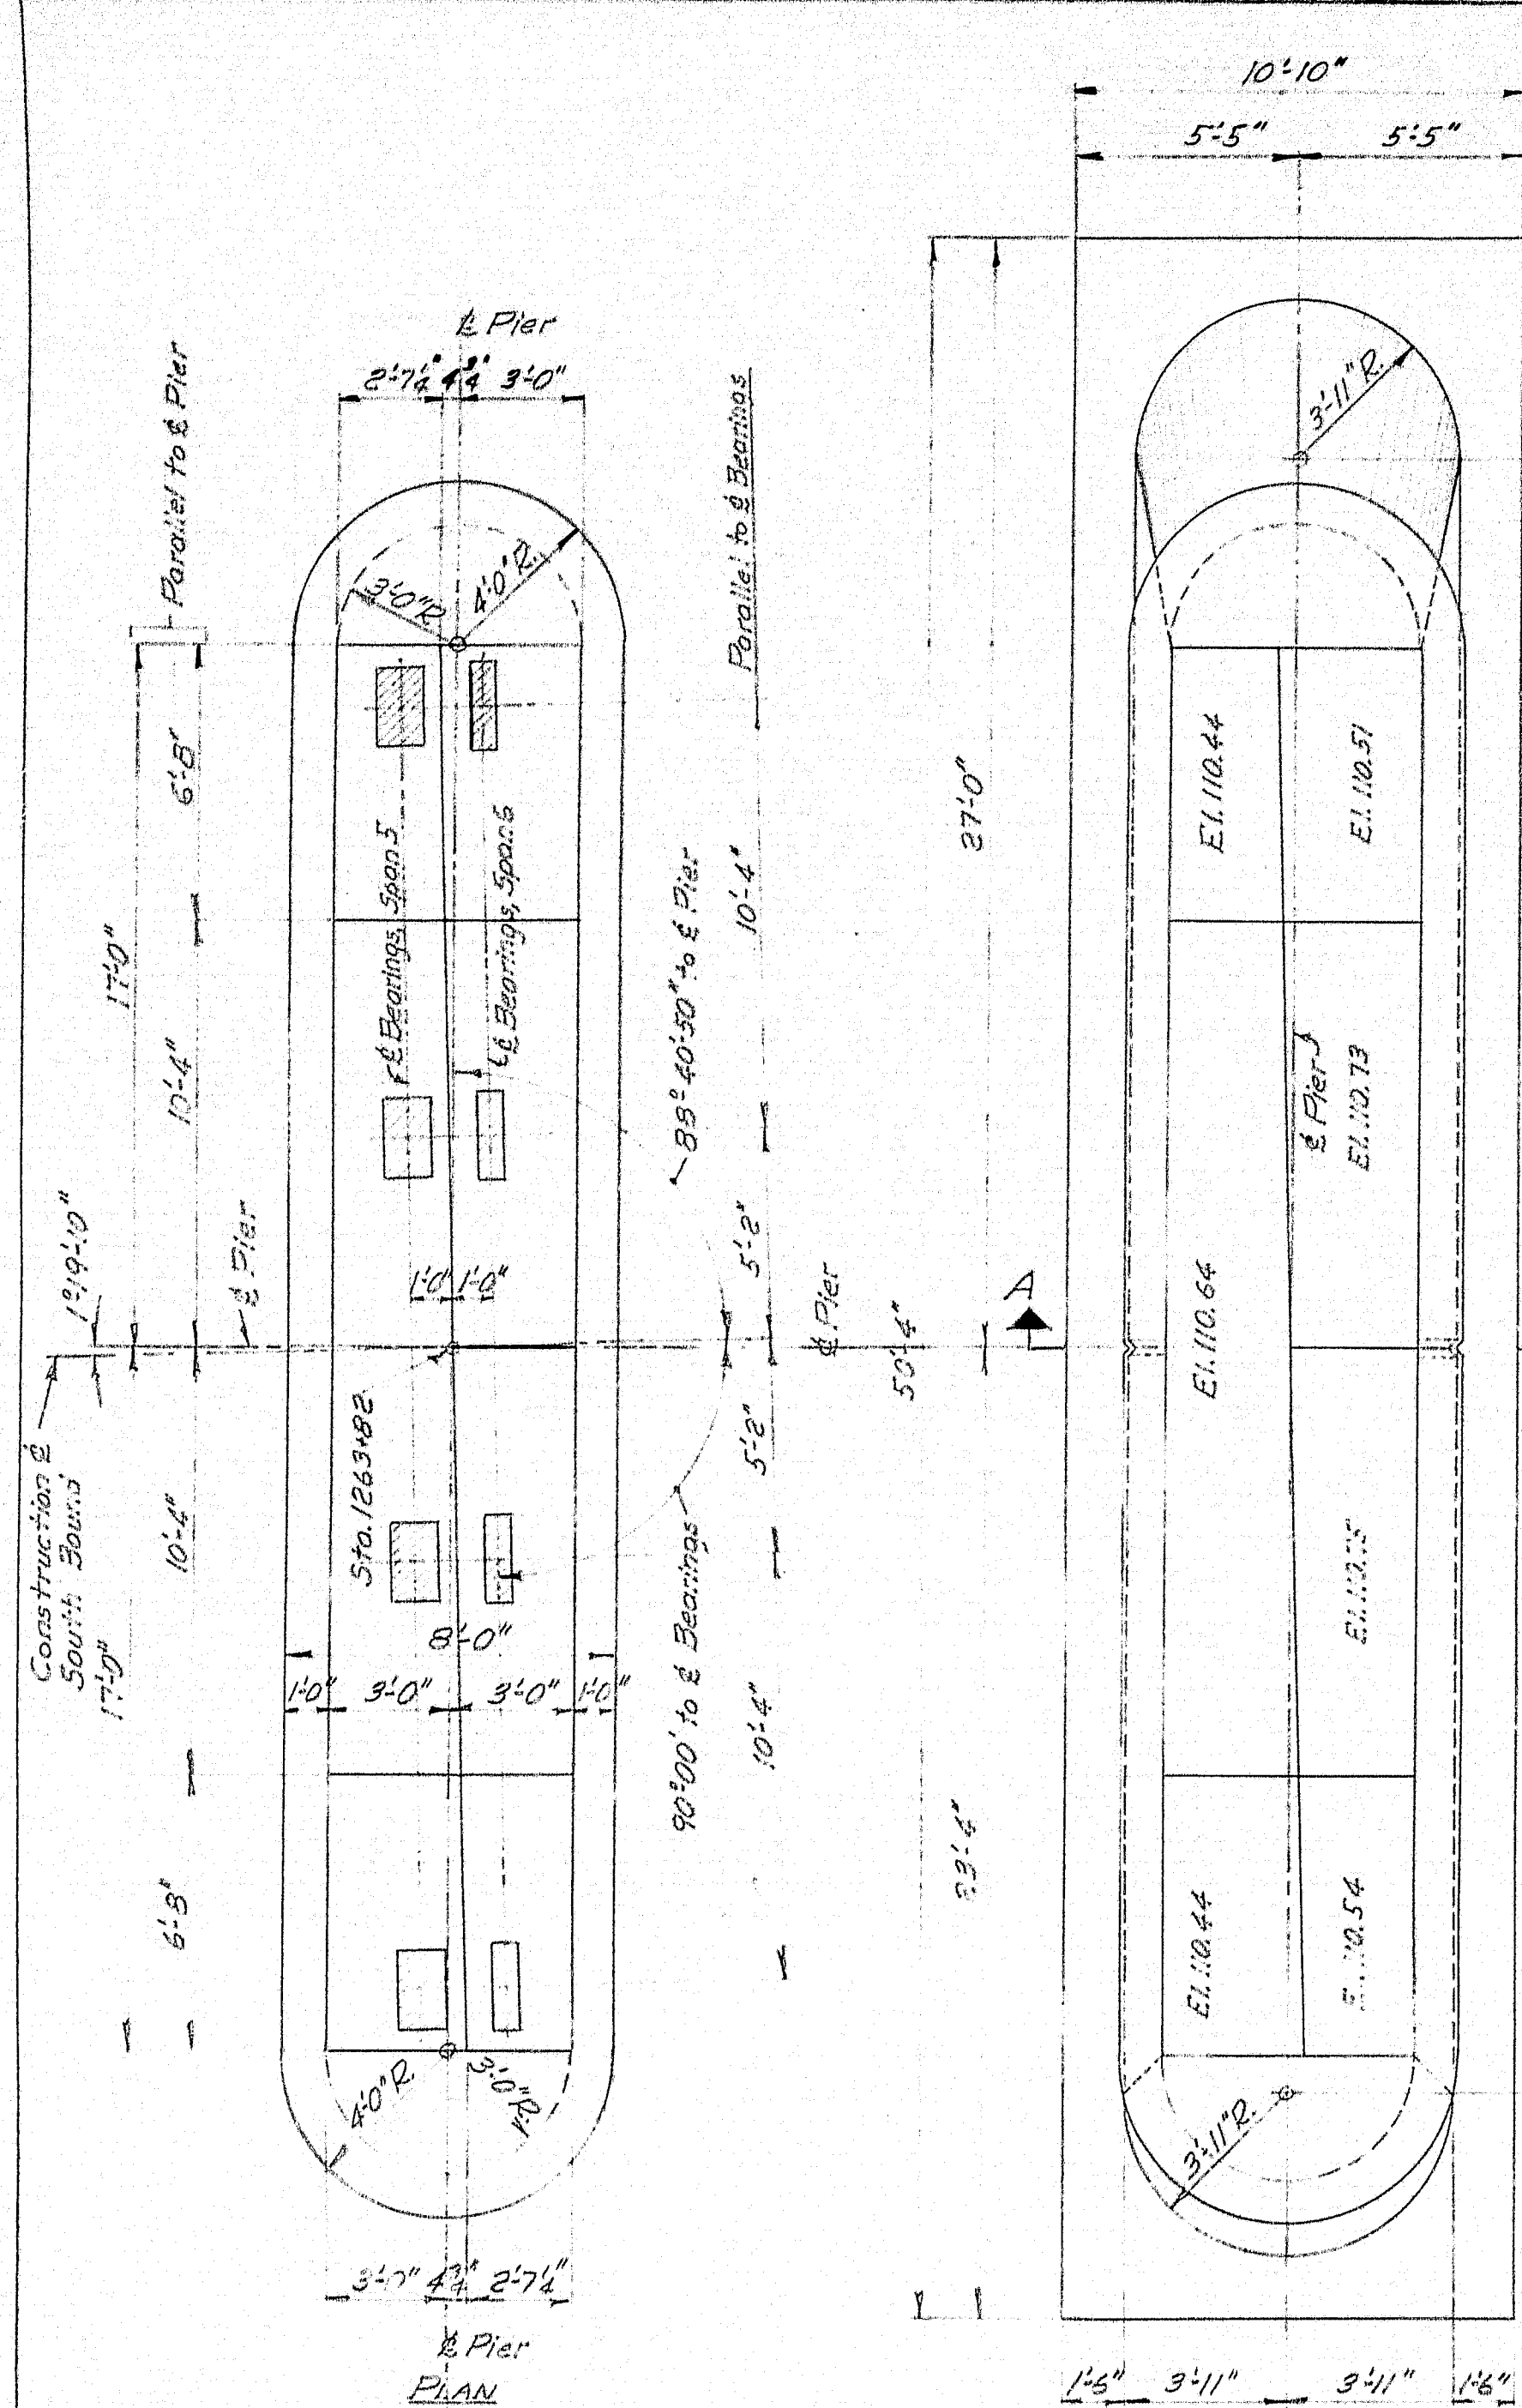 10'-10"
5'-5" 5'-5"
℄ Pier
2'-7¼" 4¾" 3'-0"
Parallel to ℄ Pier
Parallel to ℄ Bearings
3'-11" R.
3'-0" R.
4'-0" R.
6'-8"
El. 110.44
El. 110.51
27'-0"
℄ Bearings, Span 5
℄ Bearings, Span 6
10'-4"
88°-40'-50" to ℄ Pier
17'-0"
10'-4"
℄ Pier
El. 110.73
1°-19'-10"
℄ Pier
5'-2"
1'-0" 1'-0"
℄ Pier
A
El. 110.64
50'-4"
Construction ℄
South Bound
17'-0"
10'-4"
Sta. 1263+82
5'-2"
90°00' to ℄ Bearings
8'-0"
1'-0" 3'-0" 3'-0" 1'-0"
10'-4"
23'-4"
6'-8"
El. 110.44
4'-0" R.
3'-0" R.
3'-11" R.
3'-0" 4¾" 2'-7¼"
℄ Pier
PLAN
3'-11" 3'-11" 1'-6"